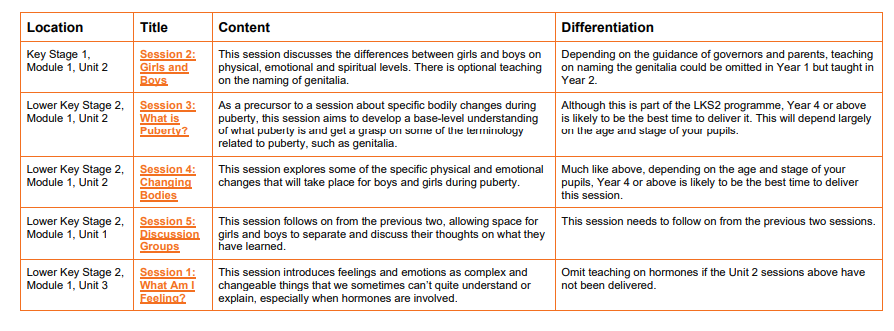 Location Title Content Differentiation
Key Stage 1, Session 2: This session discusses the differences between girls and boys on Depending on the guidance of governors and parents, teaching
Module 1, Unit 2 Girls and physical, emotional and spiritual levels. There is optional teaching on naming the genitalia could be omitted in Year 1 but taught in
Boys on the naming of genitalia. Year 2.
Lower Key Stage 2, Session 3: As a precursor to a session about specific bodily changes during Although this is part of the LKS2 programme, Year 4 or above
Module 1, Unit 2 What is puberty, this session aims to develop a base-level understanding is likely to be the best time to deliver it. This will depend largely
Puberty? of what puberty is and get a grasp on some of the terminology on the age and stage of your pupils.
related to puberty, such as genitalia.
Lower Key Stage 2, Session 4: This session explores some of the specific physical and emotional Much like above, depending on the age and stage of your
Module 1, Unit 2 Changing changes that will take place for boys and girls during puberty. pupils, Year 4 or above is likely to be the best time to deliver
Bodies this session.
Lower Key Stage 2, Session 5: This session follows on from the previous two, allowing space for This session needs to follow on from the previous two sessions.
Module 1, Unit 1 Discussion girls and boys to separate and discuss their thoughts on what they
Groups have learned.
Lower Key Stage 2, Session 1: This session introduces feelings and emotions as complex and Omit teaching on hormones if the Unit 2 sessions above have
Module 1, Unit 3 What Am I changeable things that we sometimes can't quite understand or not been delivered.
Feeling? explain, especially when hormones are involved.